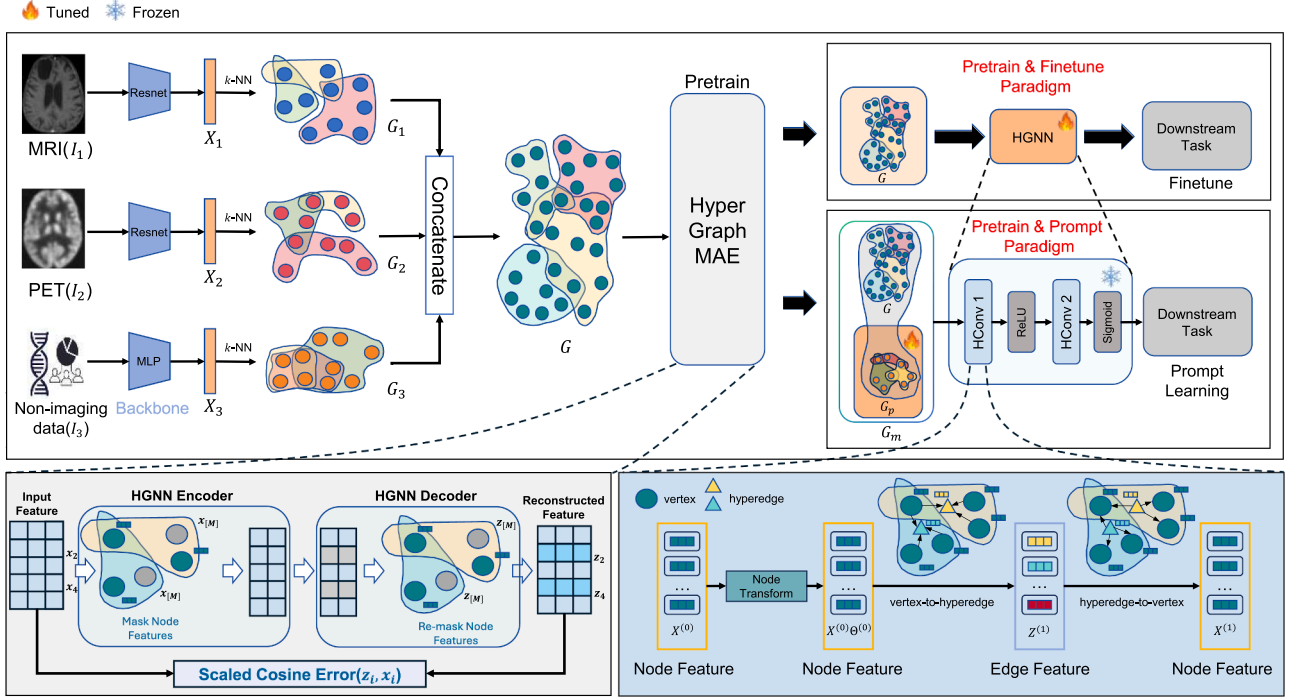 Tuned
Frozen
MRI(I₁)
Resnet
X₁
k-NN
G₁
PET(I₂)
Resnet
X₂
k-NN
G₂
Non-imaging
data(I₃)
MLP
Backbone
X₃
k-NN
G₃
Concatenate
G
Pretrain
Hyper
Graph
MAE
G
Pretrain & Finetune
Paradigm
HGNN
Downstream
Task
Finetune
G
Gₚ
Gₘ
Pretrain & Prompt
Paradigm
HConv 1
ReLU
HConv 2
Sigmoid
Downstream
Task
Prompt
Learning
Input
Feature
x₂
x₄
HGNN Encoder
x[M]
x[M]
Mask Node
Features
HGNN Decoder
z[M]
z[M]
Re-mask Node
Features
Reconstructed
Feature
z₂
z₄
Scaled Cosine Error(zᵢ, xᵢ)
vertex
hyperedge
...
X⁽⁰⁾
Node Feature
Node
Transform
...
X⁽⁰⁾Θ⁽⁰⁾
Node Feature
vertex-to-hyperedge
...
Z⁽¹⁾
Edge Feature
hyperedge-to-vertex
...
X⁽¹⁾
Node Feature